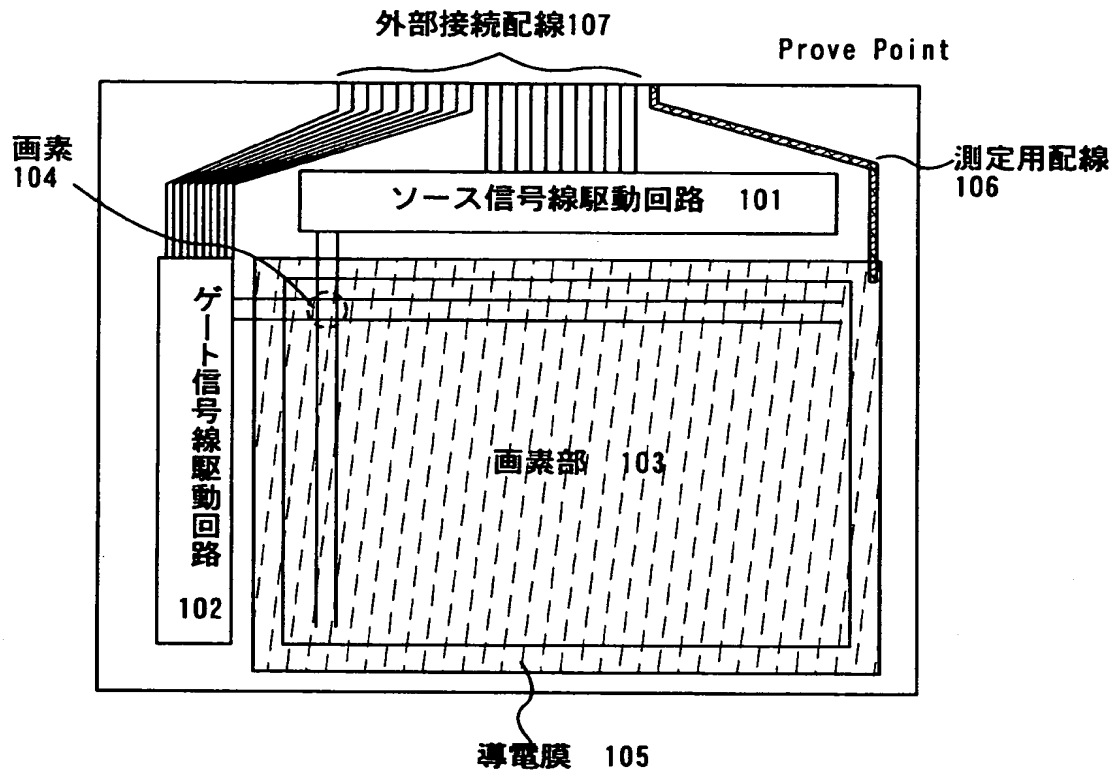 外部接続配線107
Prove Point
画素
104
測定用配線
106
ソース信号線駆動回路 101
ゲート信号線駆動回路
102
画素部 103
導電膜 105